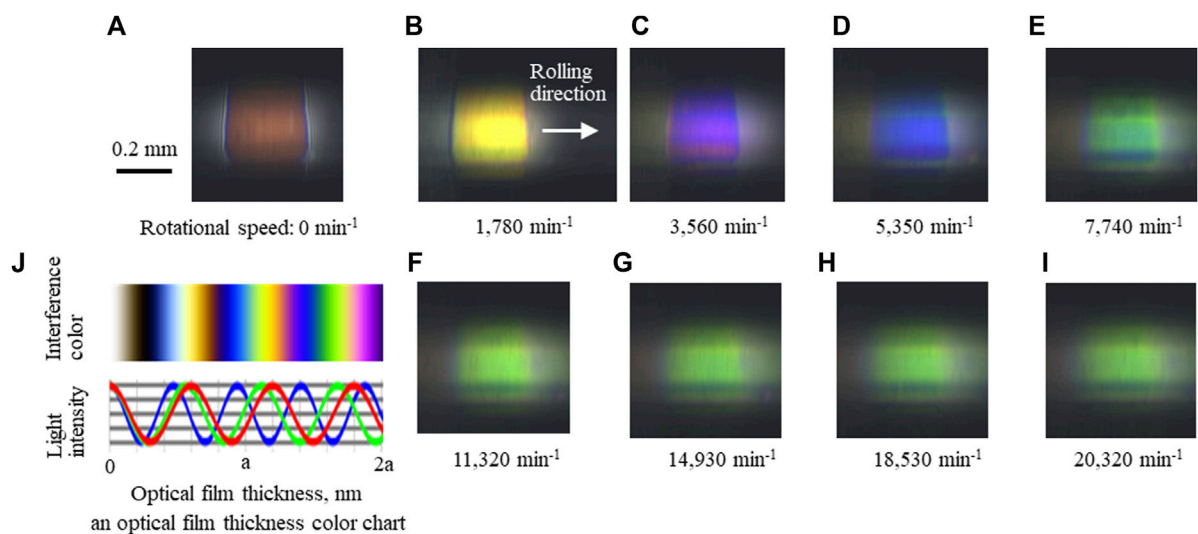 A
B
C
D
E
Rolling
direction
0.2 mm
Rotational speed: 0 min-1
1,780 min-1
3,560 min-1
5,350 min-1
7,740 min-1
J
F
G
H
I
Interference
color
Light
intensity
0
a
2a
11,320 min-1
14,930 min-1
18,530 min-1
20,320 min-1
Optical film thickness, nm
an optical film thickness color chart